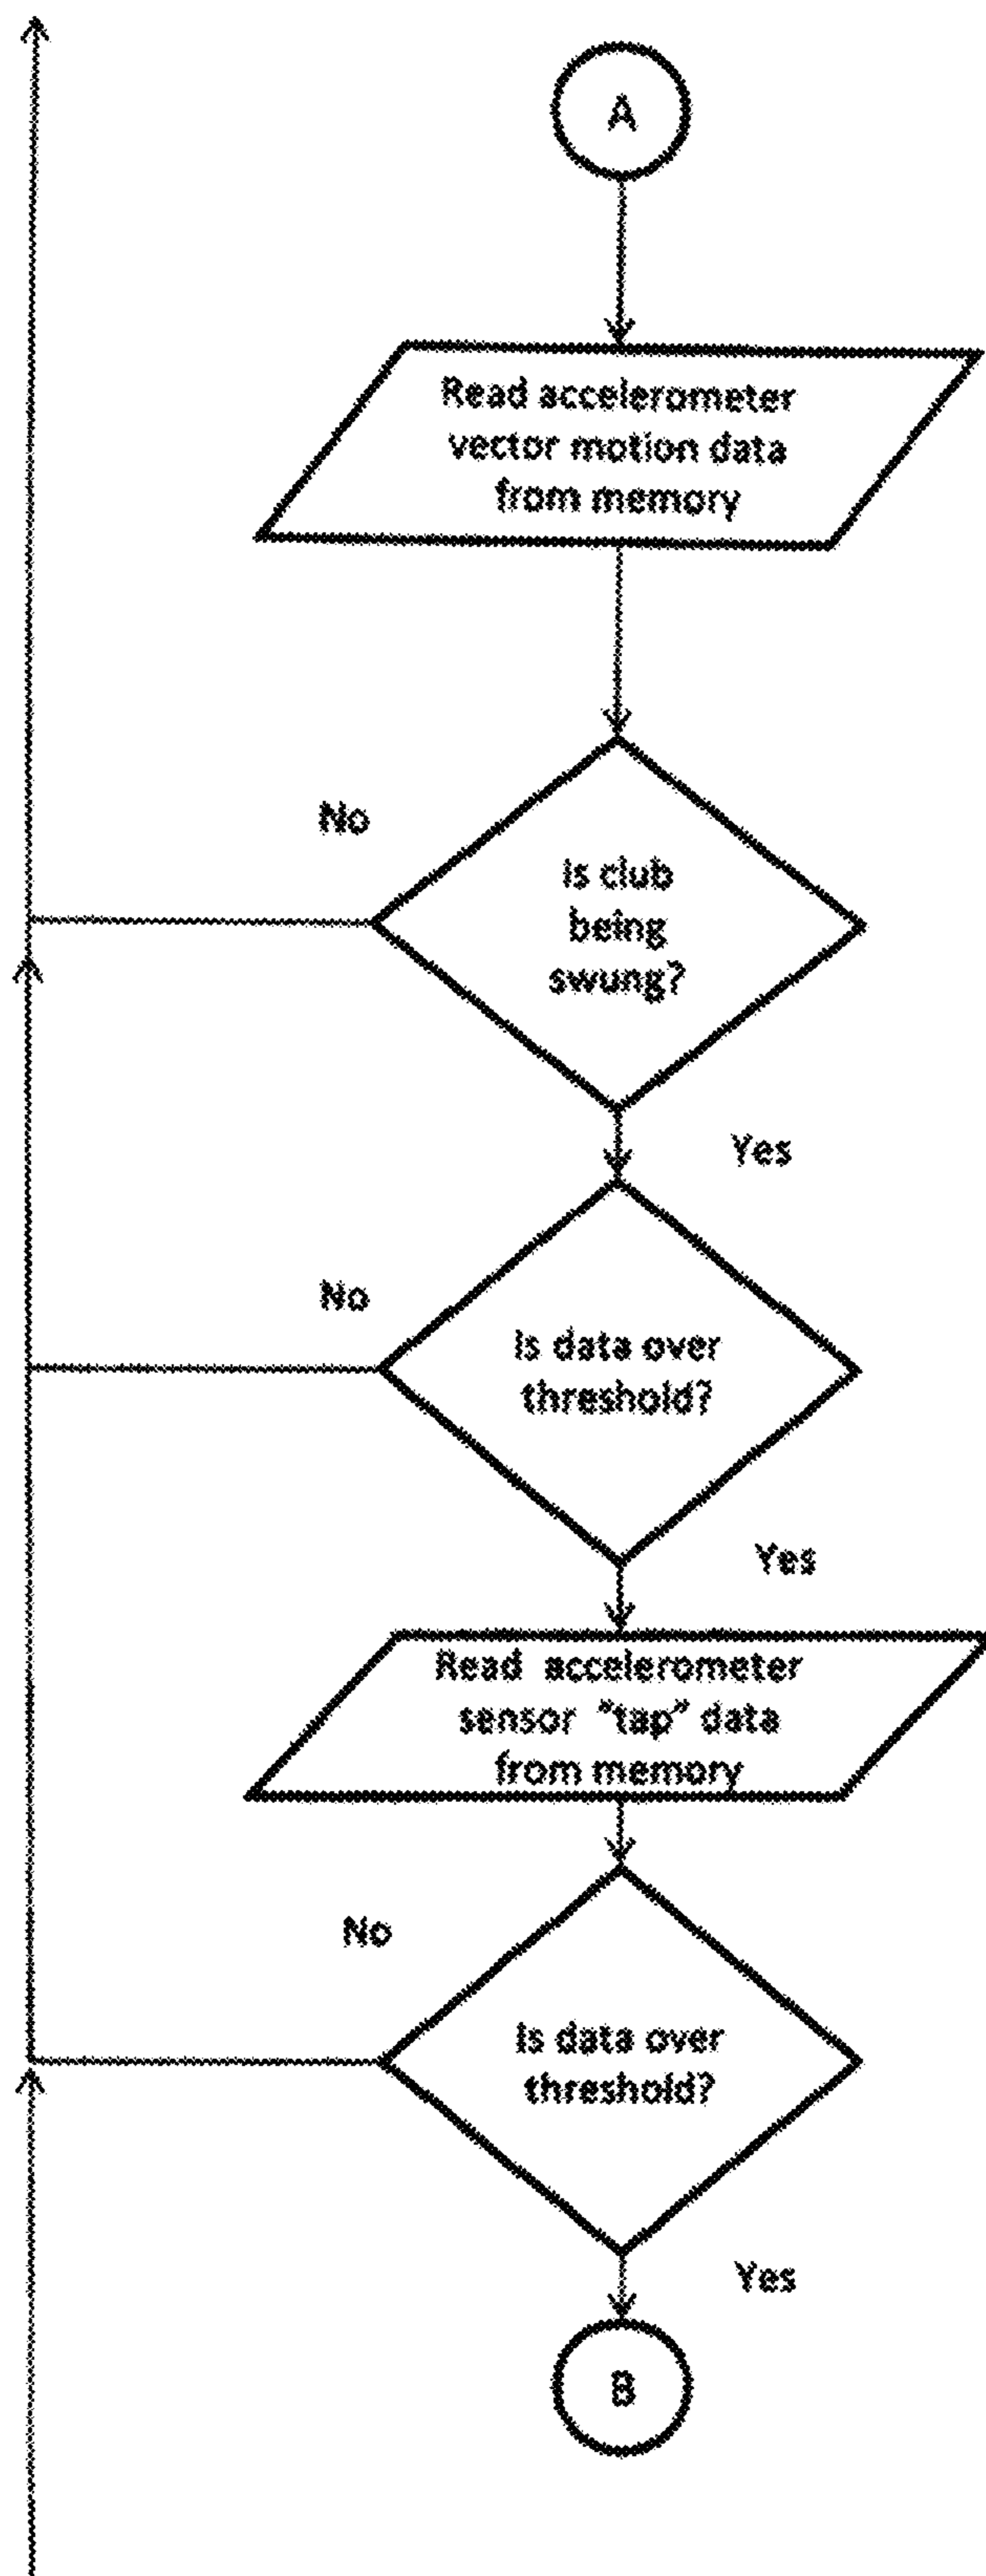 A
Read accelerometer
vector motion data
from memory
No
Is club
being
swung?
Yes
No
Is data over
threshold?
Yes
Read accelerometer
sensor "tap" data
from memory
No
Is data over
threshold?
Yes
B